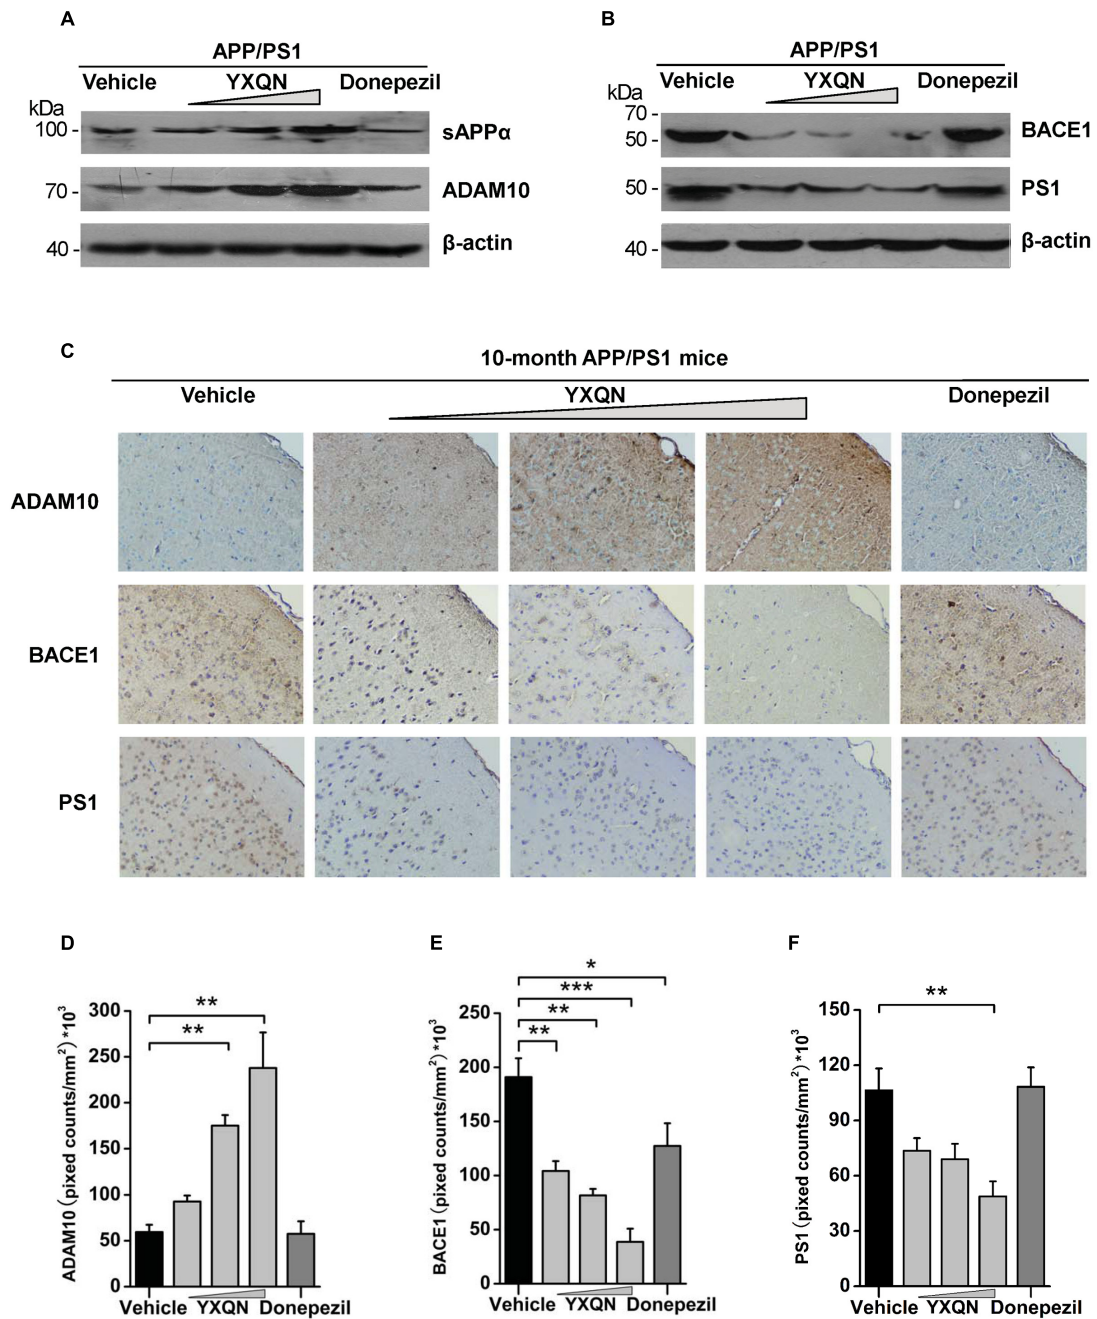 A
APP/PS1
Vehicle YXQN Donepezil
kDa
100 - sAPPα
70 - ADAM10
40 - β-actin
B
APP/PS1
Vehicle YXQN Donepezil
kDa
70 -
50 - BACE1
50 - PS1
40 - β-actin
C
10-month APP/PS1 mice
Vehicle YXQN Donepezil
ADAM10
BACE1
PS1
D
ADAM10 (pixed counts/mm²) *10³
300
250
200
150
100
50
0
**
**
Vehicle YXQN Donepezil
E
BACE1 (pixed counts/mm²) *10³
250
200
150
100
50
0
*
***
**
**
Vehicle YXQN Donepezil
F
PS1 (pixed counts/mm²) *10³
150
120
90
60
30
0
**
Vehicle YXQN Donepezil